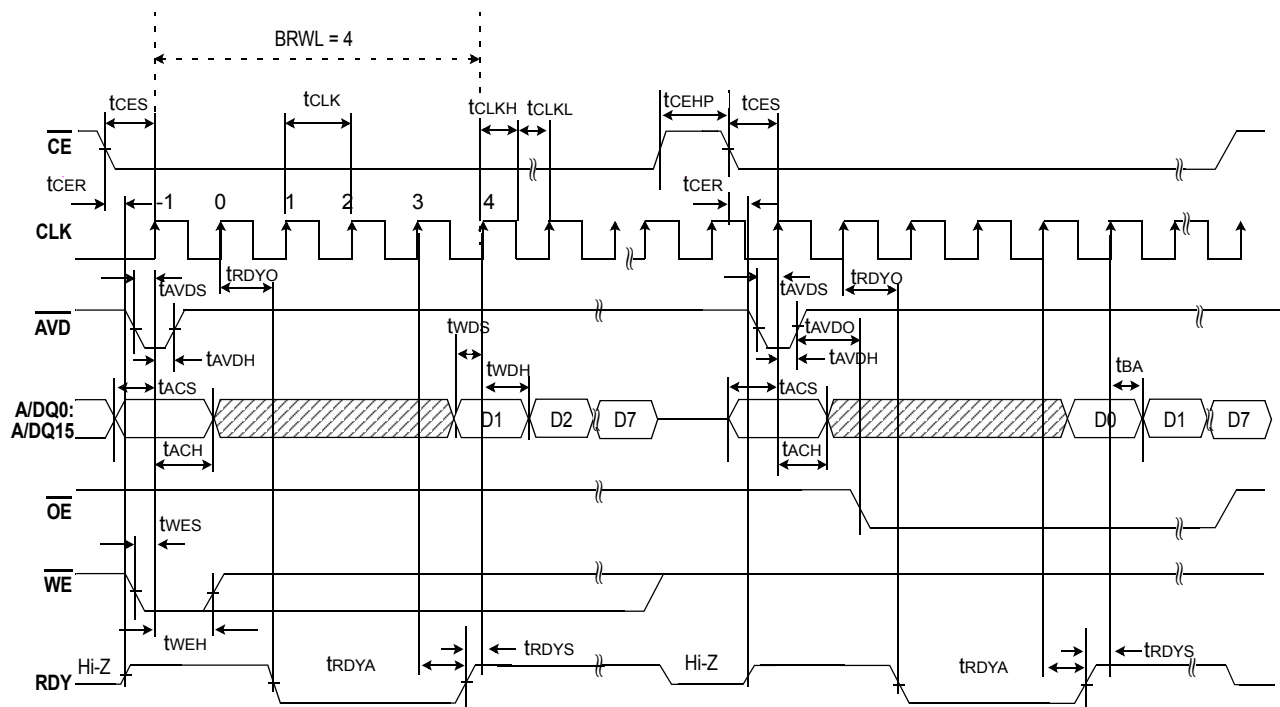 BRWL = 4
tCES tCLK tCLKH tCLKL tCEHP tCES
CE
tCER tCER
-1 0 1 2 3 4
CLK
tRDYO tRDYO
tAVDS tAVDS
AVD
tWDS tAVDO
tAVDH tWDH tAVDH tBA
tACS tACS
A/DQ0:
A/DQ15
D1 D2 D7 D0 D1 D7
tACH tACH
OE
tWES
WE
tWEH tRDYS tRDYS
Hi-Z tRDYA Hi-Z tRDYA
RDY